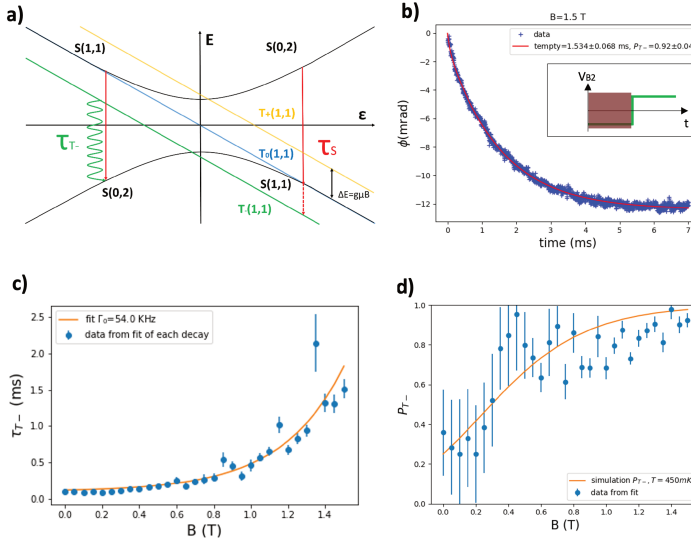 a)
E
S(1,1)
S(0,2)
T+(1,1)
ε
τT-
T0(1,1)
τS
S(1,1)
S(0,2)
ΔE=gμB
T-(1,1)
b)
B=1.5 T
data
tempty=1.534±0.068 ms, PT−=0.92±0.04
VB2
t
ϕ(mrad)
0
−2
−4
−6
−8
−10
−12
0 1 2 3 4 5 6 7
time (ms)
c)
fit Γ0=54.0 KHz
data from fit of each decay
τT− (ms)
2.5
2.0
1.5
1.0
0.5
0.0
0.0 0.2 0.4 0.6 0.8 1.0 1.2 1.4
B (T)
d)
PT−
1.0
0.8
0.6
0.4
0.2
0.0
simulation PT−, T = 450mK
data from fit
0.0 0.2 0.4 0.6 0.8 1.0 1.2 1.4
B (T)